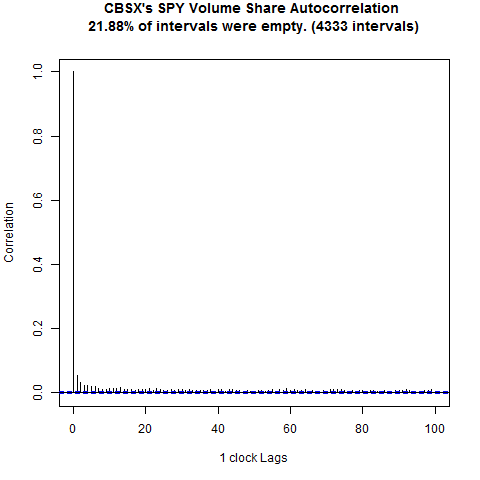 CBSX's SPY Volume Share Autocorrelation
21.88% of intervals were empty. (4333 intervals)
1.0
0.8
0.6
0.4
0.2
0.0
Correlation
0 20 40 60 80 100
1 clock Lags